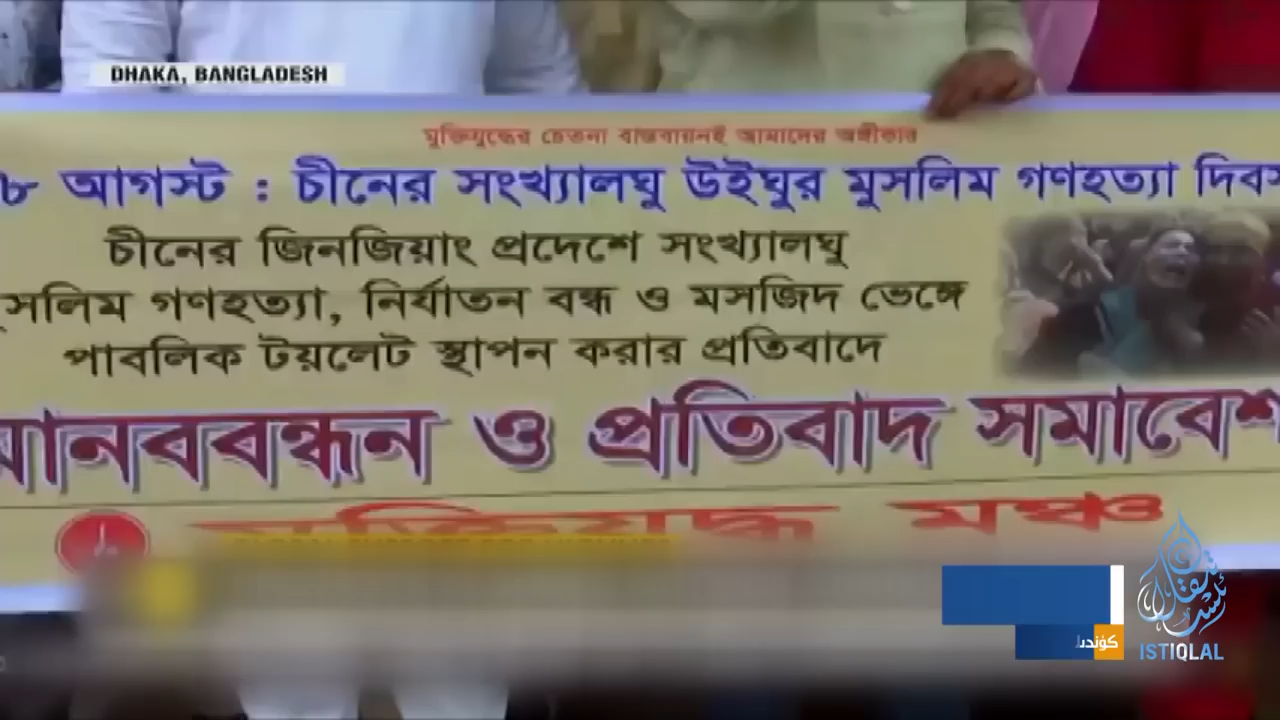 DHAKA, BANGLADESH
মুক্তিযুদ্ধের চেতনা বাস্তবায়নই আমাদের অঙ্গীকার
৮ আগস্ট : চীনের সংখ্যালঘু উইঘুর মুসলিম গণহত্যা দিবস
চীনের জিনজিয়াং প্রদেশে সংখ্যালঘু
সলিম গণহত্যা, নির্যাতন বন্ধ ও মসজিদ ভেঙ্গে
পাবলিক টয়লেট স্থাপন করার প্রতিবাদে
মানববন্ধন ও প্রতিবাদ সমাবেশ
মুক্তিযুদ্ধ মঞ্চ
ISTIQLAL